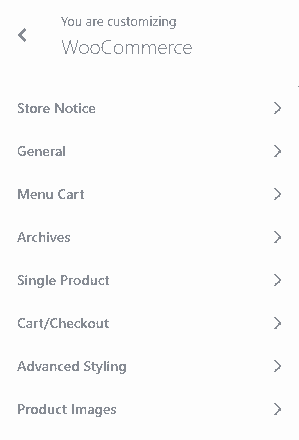 You are customizing
WooCommerce
Store Notice
General
Menu Cart
Archives
Single Product
Cart/Checkout
Advanced Styling
Product Images